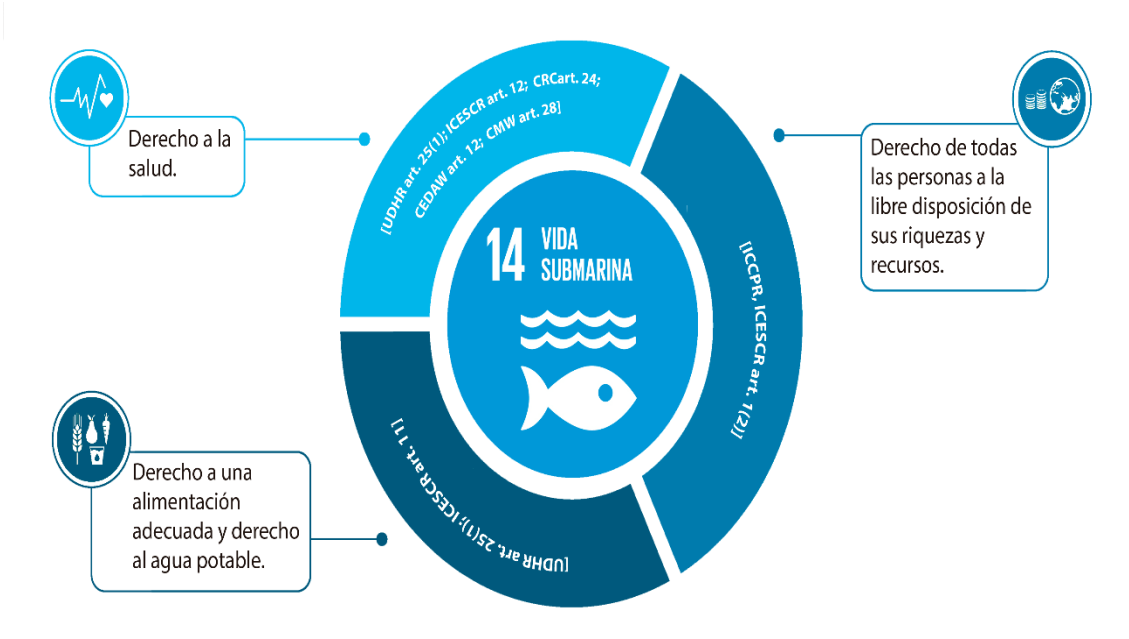 Derecho a la
salud.
[UDHR art. 25(1); ICESCR art. 12; CRCart. 24;
CEDAW art. 12; CMW art. 28]
Derecho de todas
las personas a la
libre disposición de
sus riquezas y
recursos.
[ICCPR, ICESCR art. 1(2)]
14 VIDA
SUBMARINA
Derecho a una
alimentación
adecuada y derecho
al agua potable.
[UDHR art. 25(1); ICESCR art. 11]